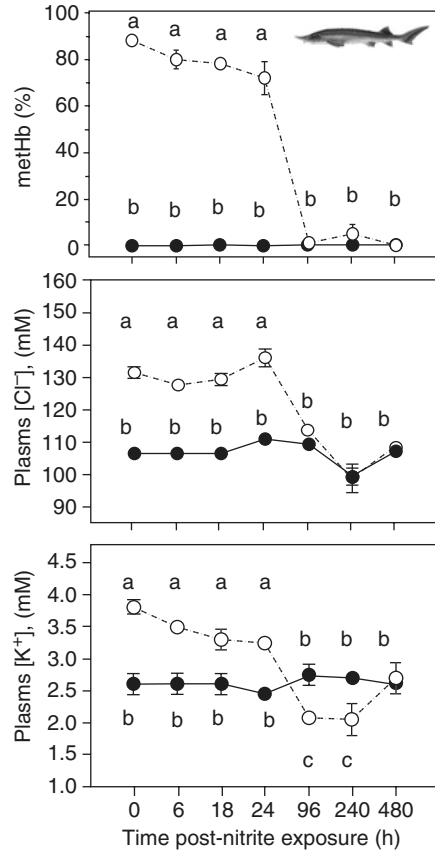 100
80
60
40
20
0
metHb (%)
a a a a
b b b
b b b b
160
150
140
130
120
110
100
90
Plasms [Cl⁻], (mM)
a a a a
b
b b b b b b
4.5
4.0
3.5
3.0
2.5
2.0
1.5
1.0
Plasms [K⁺], (mM)
a a a a
b b b
b b b b
c c
0 6 18 24 96 240 480
Time post-nitrite exposure (h)